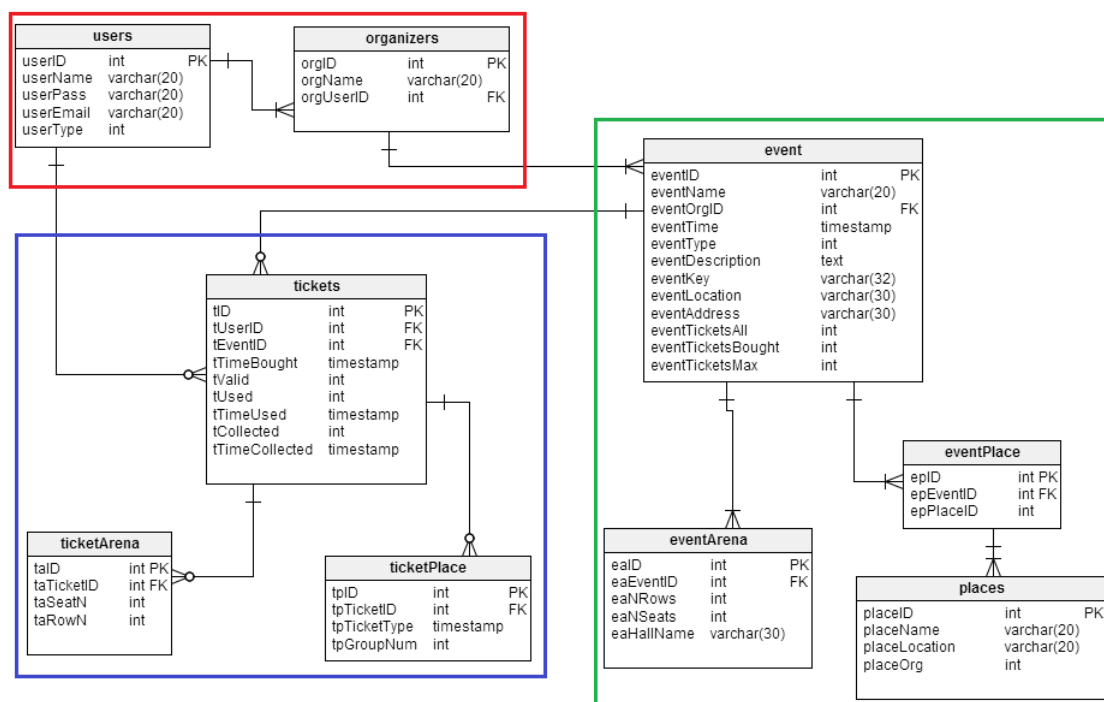 users
userID int PK
userName varchar(20)
userPass varchar(20)
userEmail varchar(20)
userType int
organizers
orgID int PK
orgName varchar(20)
orgUserID int FK
event
eventID int PK
eventName varchar(20)
eventOrgID int FK
eventTime timestamp
eventType int
eventDescription text
eventKey varchar(32)
eventLocation varchar(30)
eventAddress varchar(30)
eventTicketsAll int
eventTicketsBought int
eventTicketsMax int
tickets
tID int PK
tUserID int FK
tEventID int FK
tTimeBought timestamp
tValid int
tUsed int
tTimeUsed timestamp
tCollected int
tTimeCollected timestamp
eventPlace
epID int PK
epEventID int FK
epPlaceID int
ticketArena
taID int PK
taTicketID int FK
taSeatN int
taRowN int
ticketPlace
tpID int PK
tpTicketID int FK
tpTicketType timestamp
tpGroupNum int
eventArena
eaID int PK
eaEventID int FK
eaNRows int
eaNSeats int
eaHallName varchar(30)
places
placeID int PK
placeName varchar(20)
placeLocation varchar(20)
placeOrg int